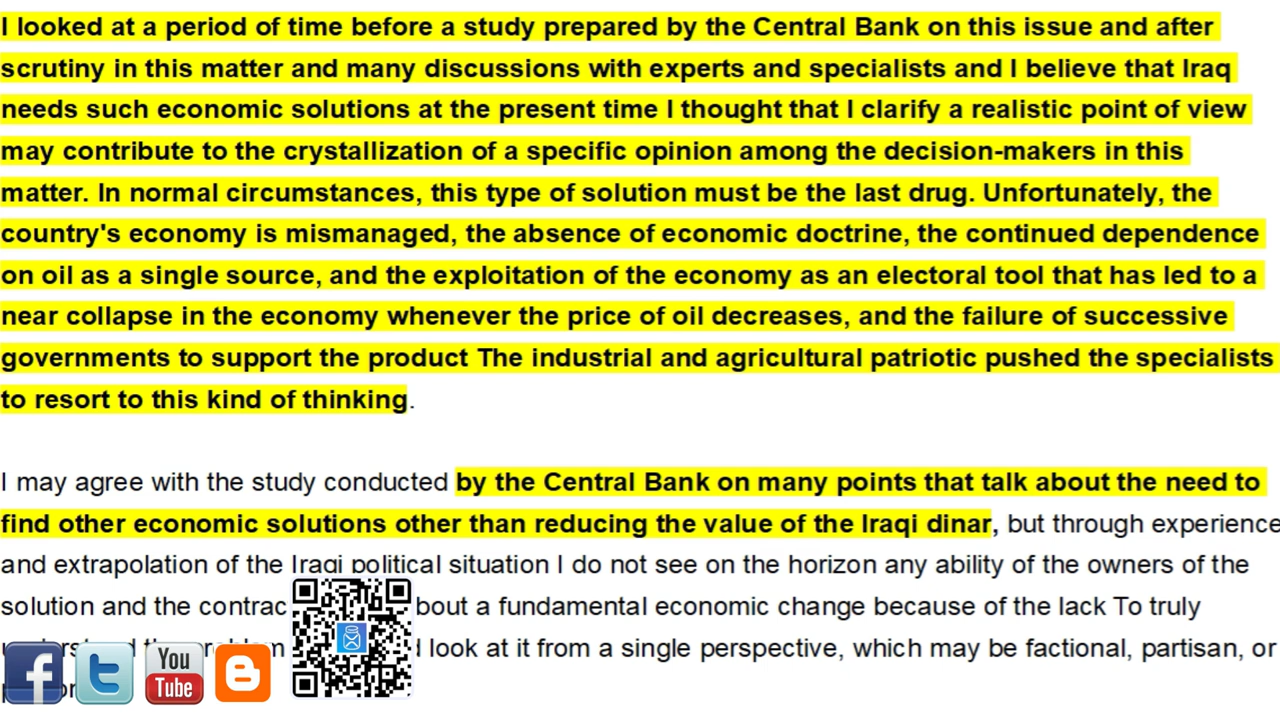 I looked at a period of time before a study prepared by the Central Bank on this issue and after
scrutiny in this matter and many discussions with experts and specialists and I believe that Iraq
needs such economic solutions at the present time I thought that I clarify a realistic point of view
may contribute to the crystallization of a specific opinion among the decision-makers in this
matter. In normal circumstances, this type of solution must be the last drug. Unfortunately, the
country's economy is mismanaged, the absence of economic doctrine, the continued dependence
on oil as a single source, and the exploitation of the economy as an electoral tool that has led to a
near collapse in the economy whenever the price of oil decreases, and the failure of successive
governments to support the product The industrial and agricultural patriotic pushed the specialists
to resort to this kind of thinking.
I may agree with the study conducted by the Central Bank on many points that talk about the need to
find other economic solutions other than reducing the value of the Iraqi dinar, but through experience
and extrapolation of the Iraqi political situation I do not see on the horizon any ability of the owners of the
solution and the contrac bout a fundamental economic change because of the lack To truly
look at it from a single perspective, which may be factional, partisan, or
You
Tube